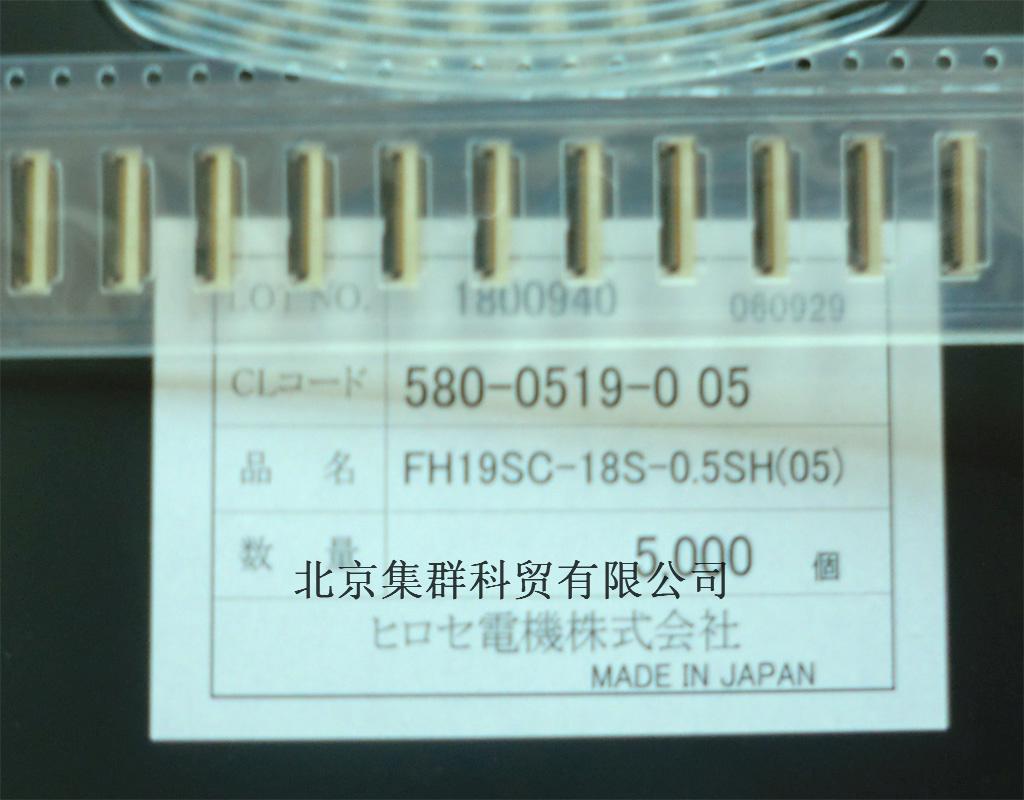 LOT NO. 1800940 060929
CLコード 580-0519-0 05
品 名 FH19SC-18S-0.5SH(05)
数 量 5,000 個
北京集群科贸有限公司
ヒロセ電機株式会社
MADE IN JAPAN